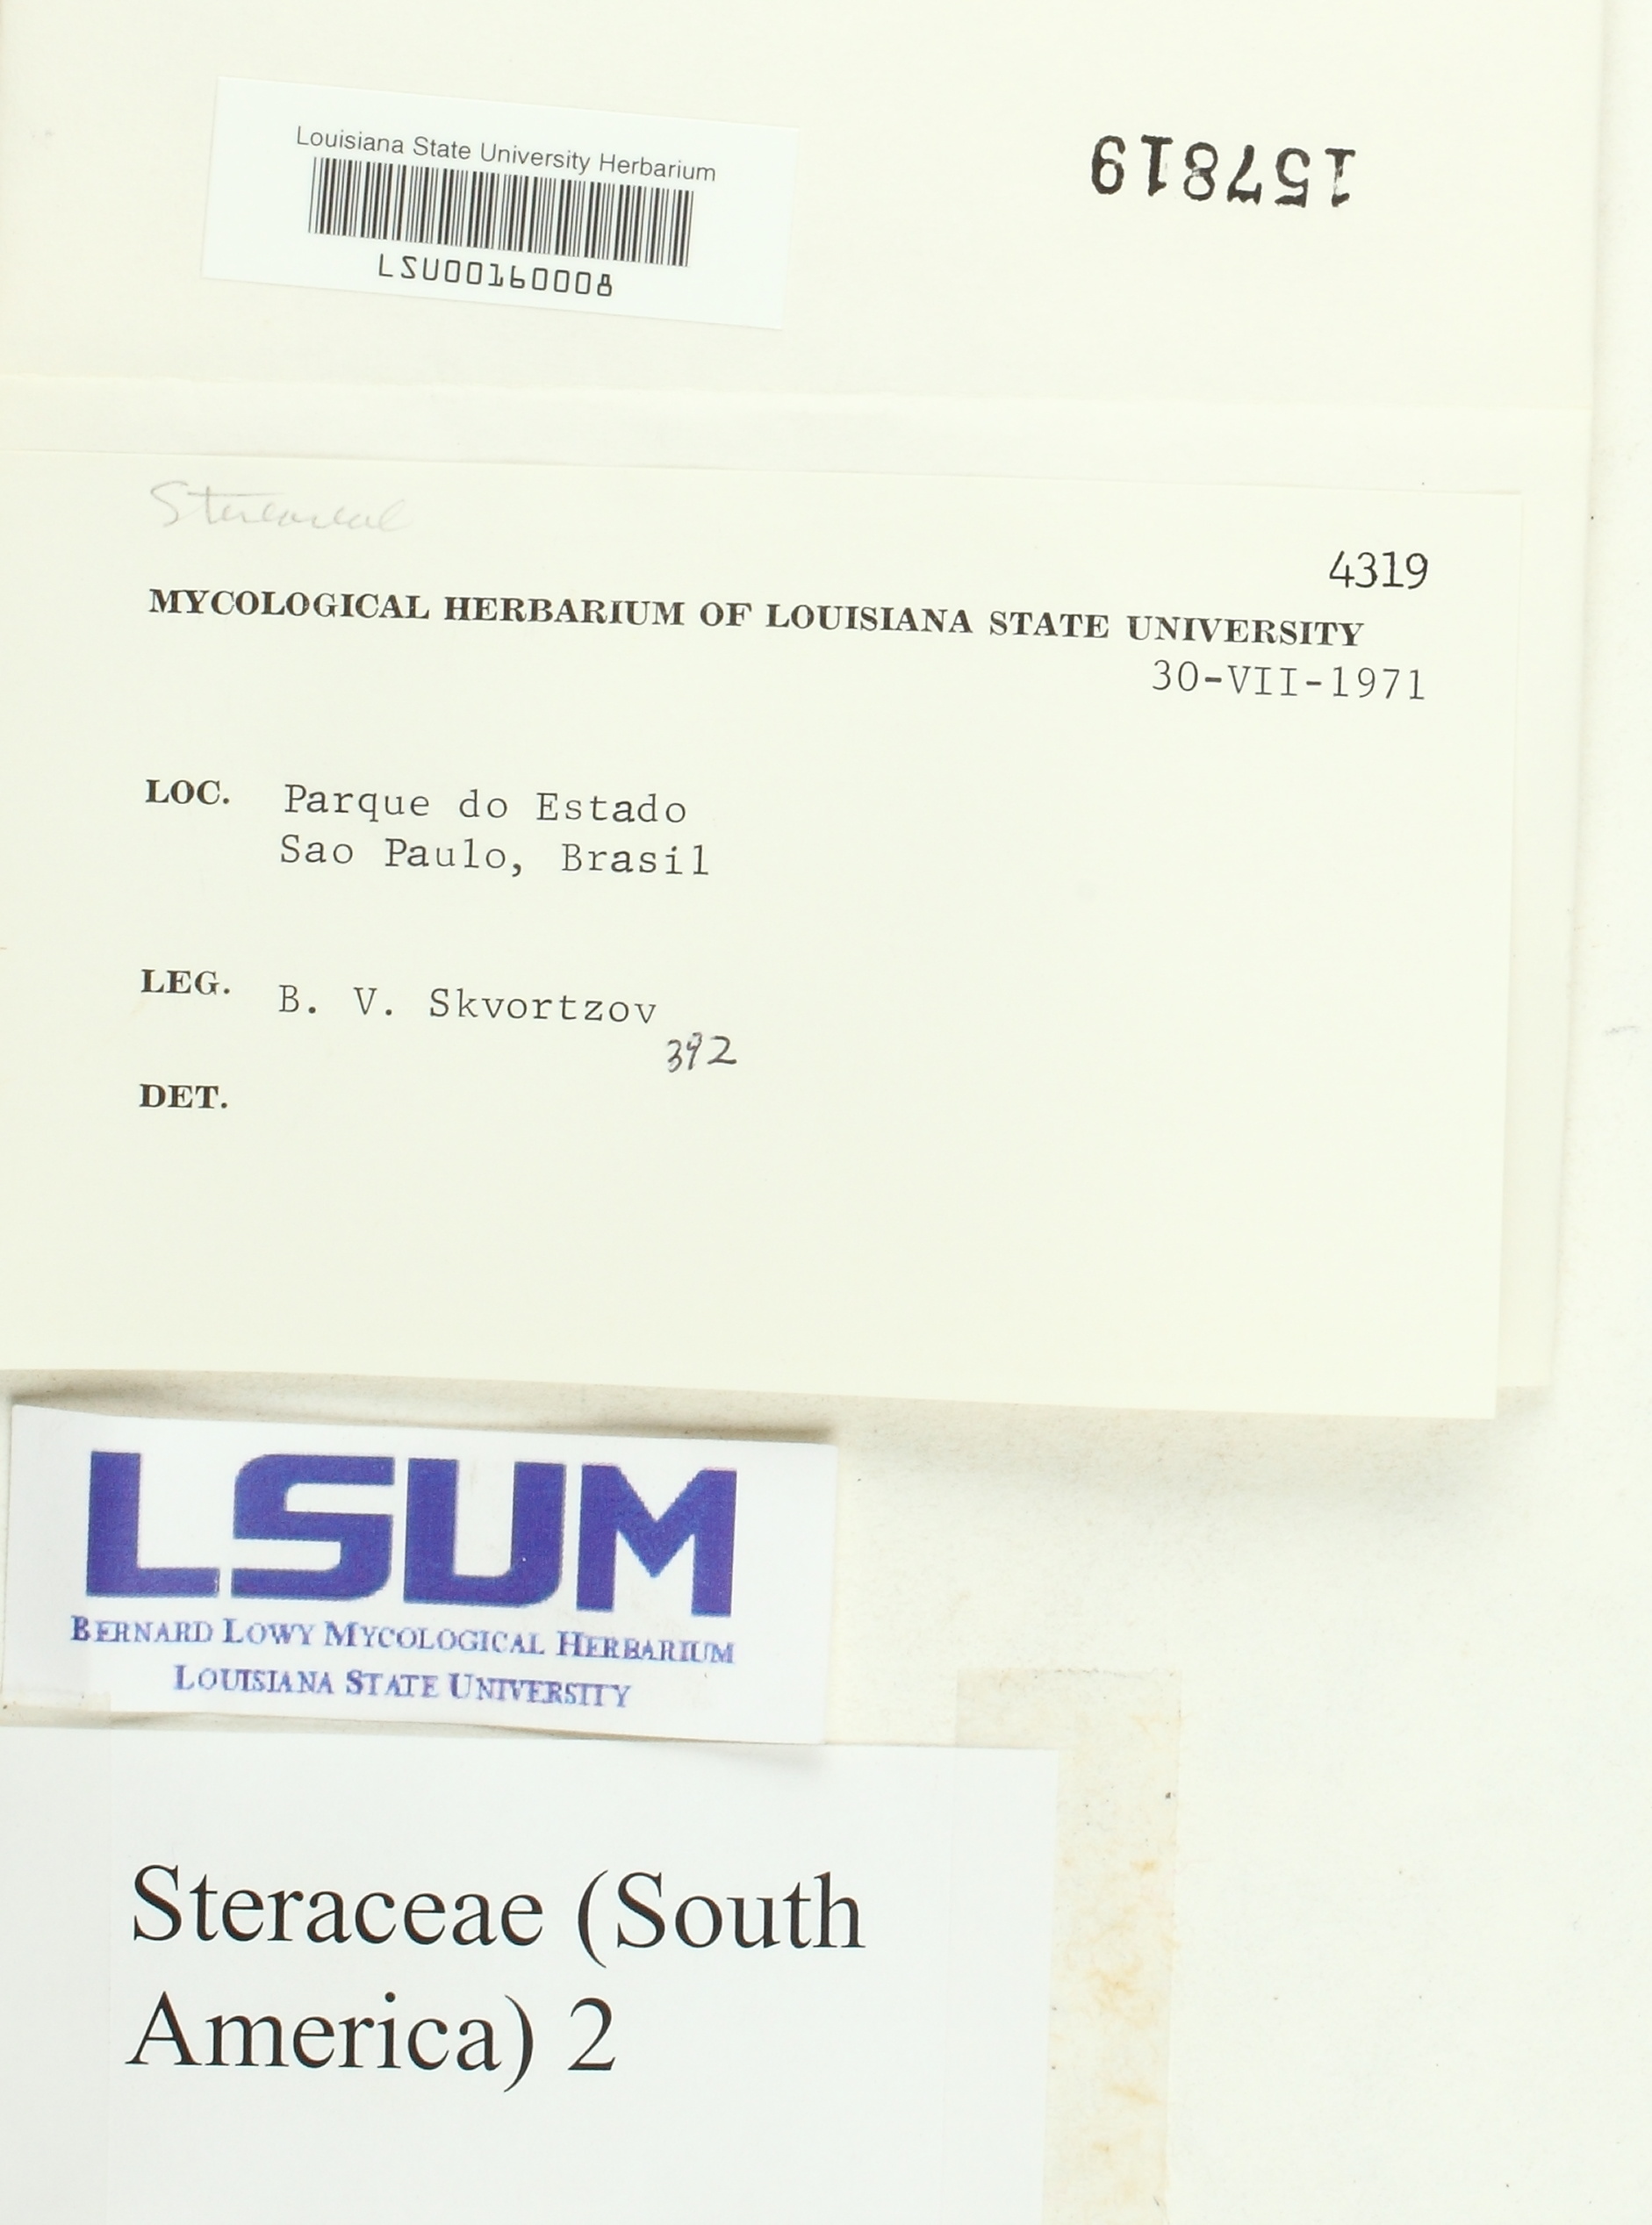 Louisiana State University Herbarium
LSU00160008
157819
4319
MYCOLOGICAL HERBARIUM OF LOUISIANA STATE UNIVERSITY
30-VII-1971
LOC. Parque do Estado
Sao Paulo, Brasil
LEG. B. V. Skvortzov
392
DET.
LSUM
BERNARD LOWY MYCOLOGICAL HERBARIUM
LOUISIANA STATE UNIVERSITY
Steraceae (South
America) 2